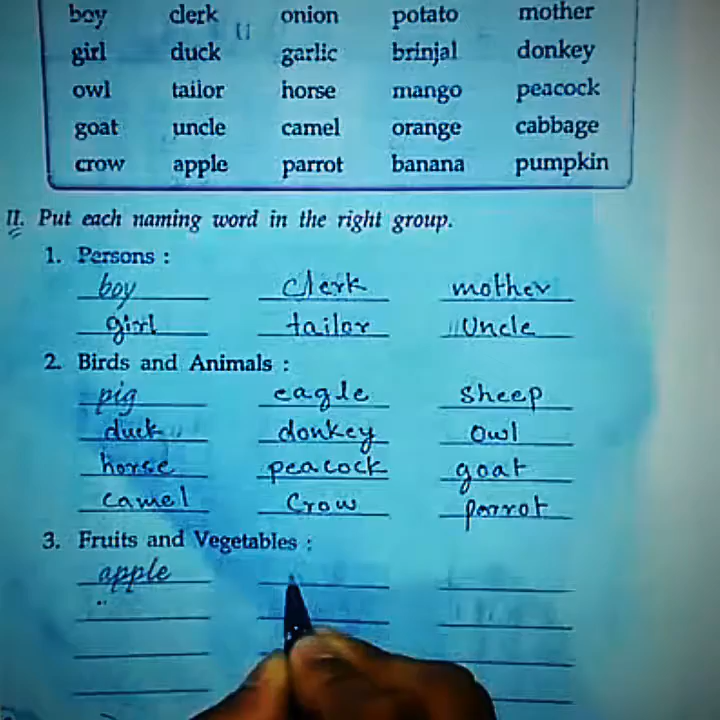 boy clerk onion potato mother
girl duck garlic brinjal donkey
owl tailor horse mango peacock
goat uncle camel orange cabbage
crow apple parrot banana pumpkin
II. Put each naming word in the right group.
1. Persons :
boy clerk mother
girl tailor Uncle
2. Birds and Animals :
pig eagle sheep
duck donkey owl
horse peacock goat
camel Crow parrot
3. Fruits and Vegetables :
apple